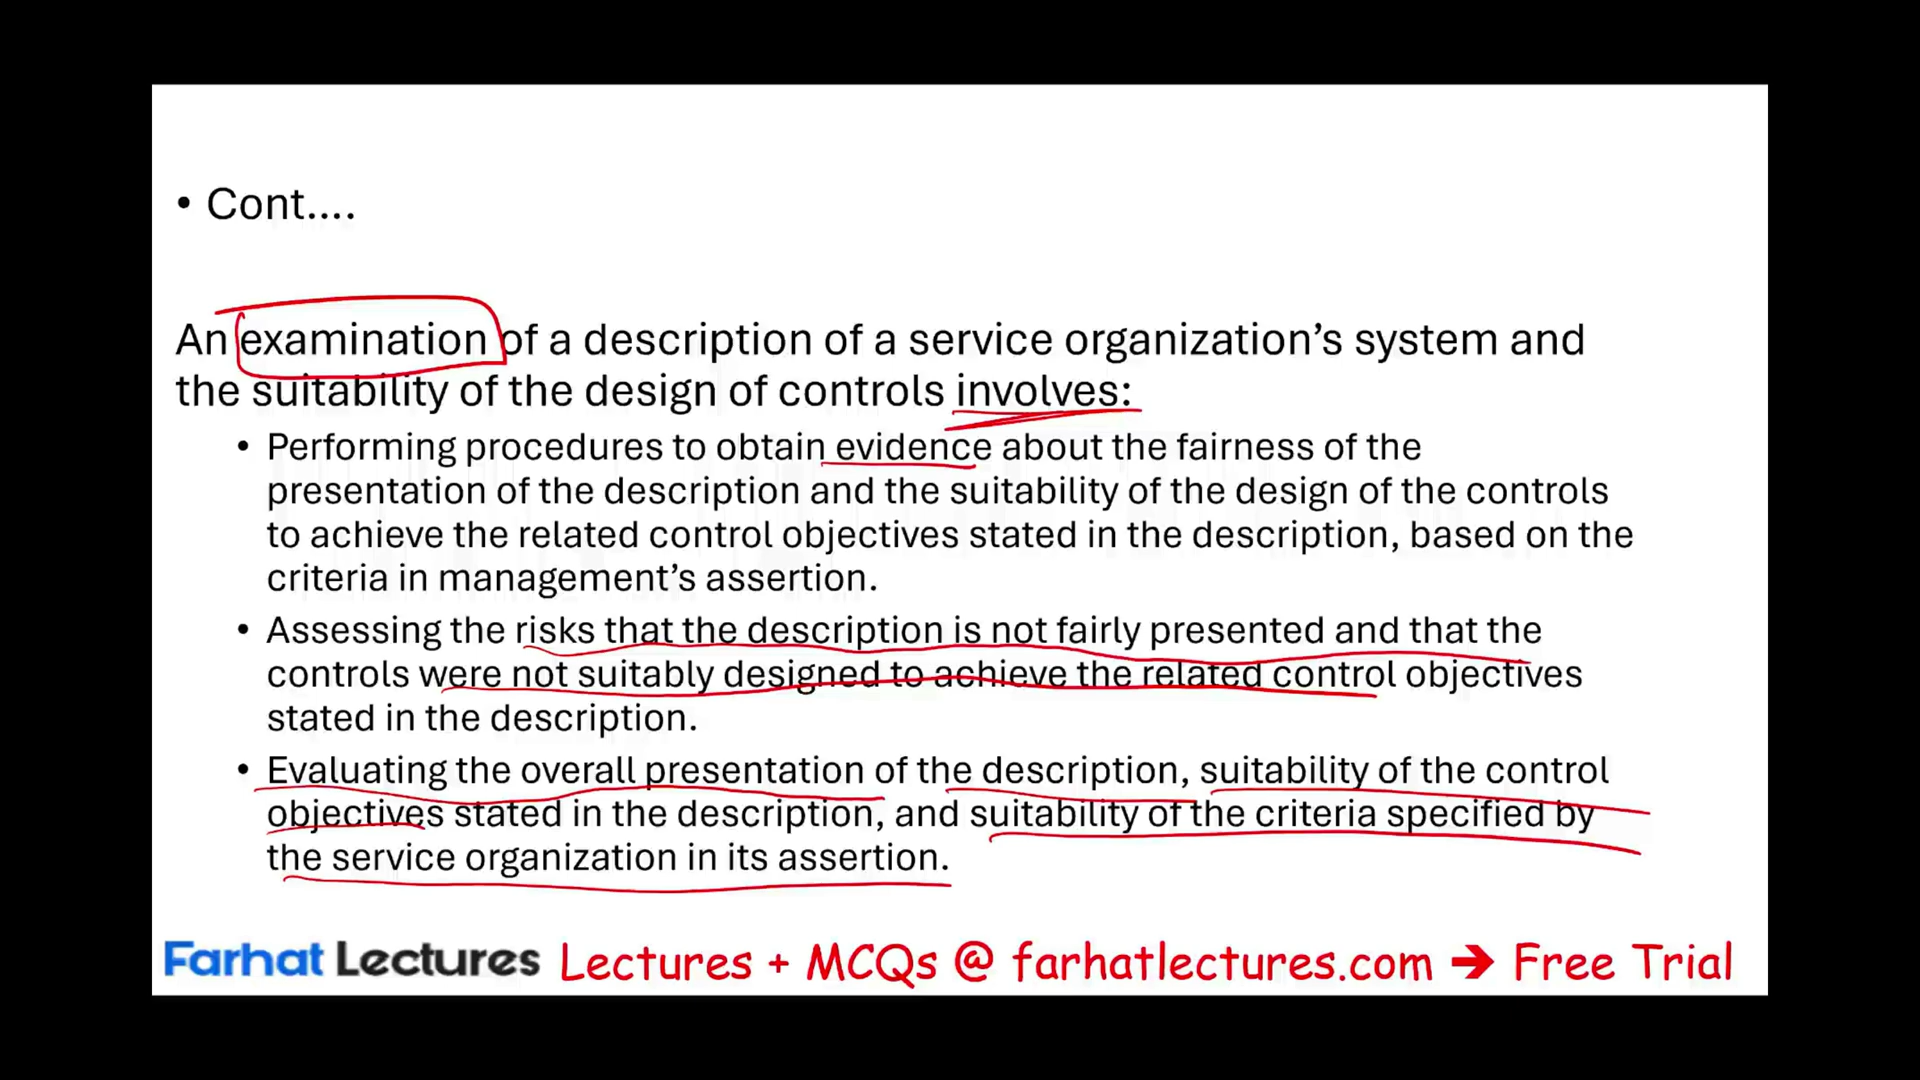 • Cont....
An examination of a description of a service organization’s system and
the suitability of the design of controls involves:
• Performing procedures to obtain evidence about the fairness of the
presentation of the description and the suitability of the design of the controls
to achieve the related control objectives stated in the description, based on the
criteria in management’s assertion.
• Assessing the risks that the description is not fairly presented and that the
controls were not suitably designed to achieve the related control objectives
stated in the description.
• Evaluating the overall presentation of the description, suitability of the control
objectives stated in the description, and suitability of the criteria specified by
the service organization in its assertion.
Farhat Lectures Lectures + MCQs @ farhatlectures.com ➔ Free Trial